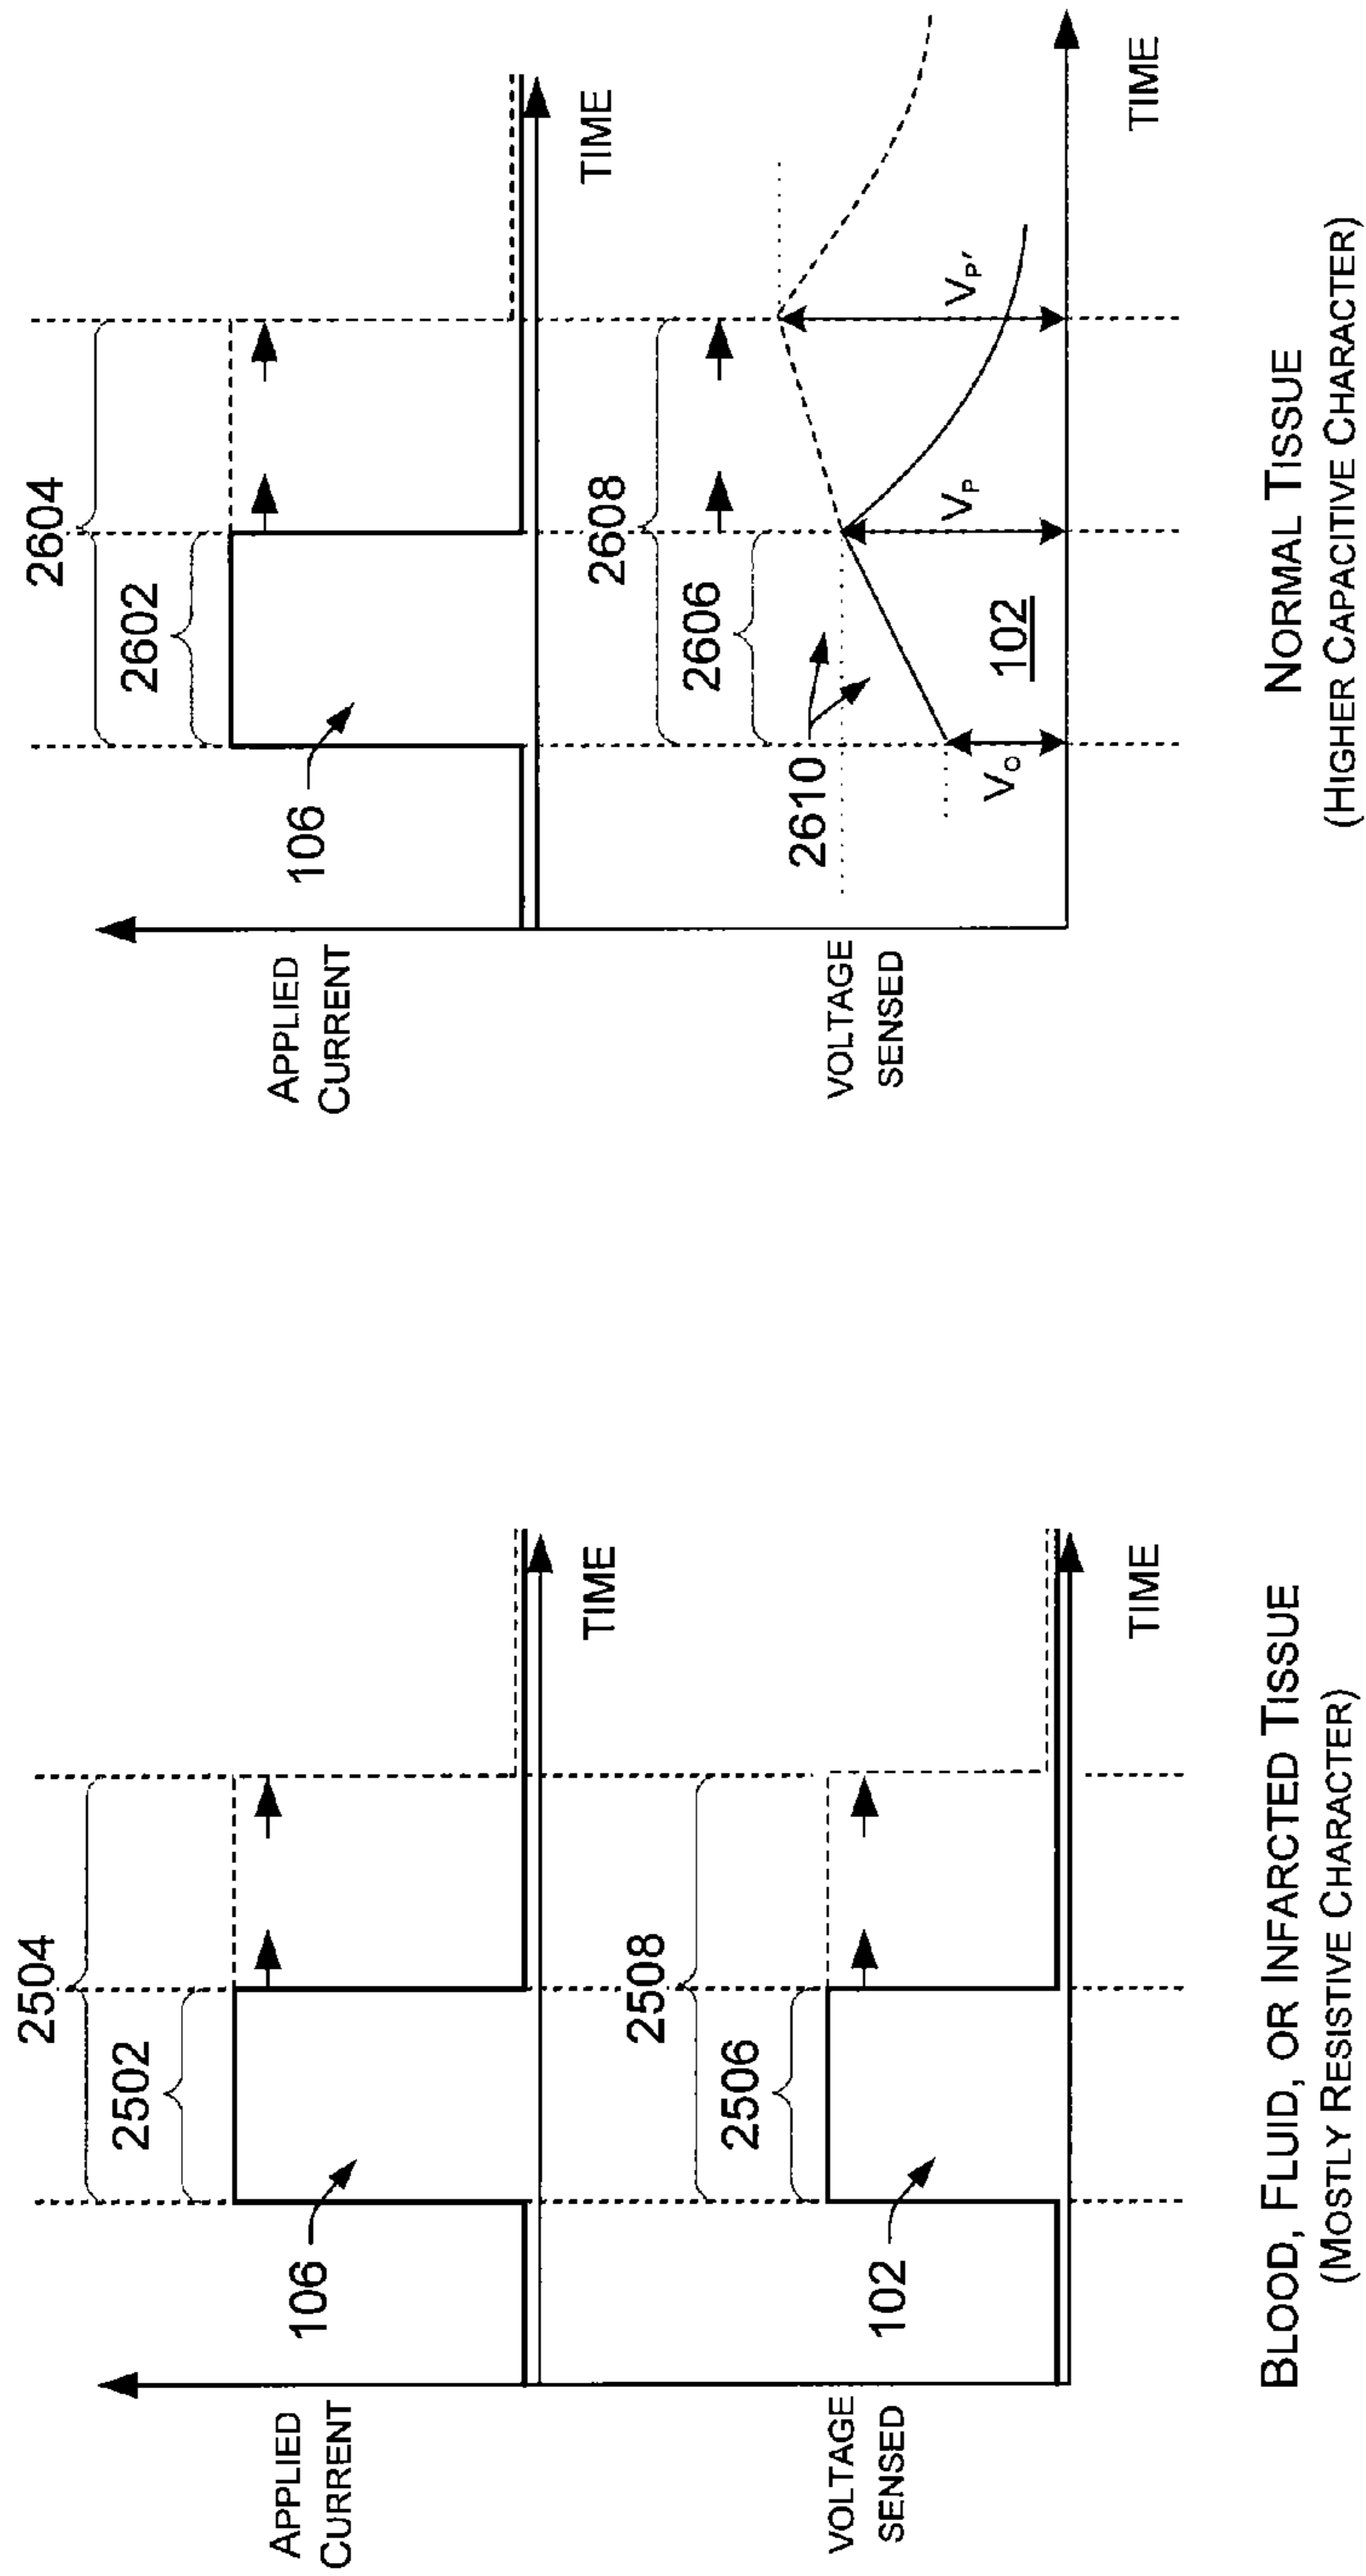 2504
2502
106
APPLIED
CURRENT
TIME
2508
2506
102
VOLTAGE
SENSED
TIME
BLOOD, FLUID, OR INFARCTED TISSUE
(MOSTLY RESISTIVE CHARACTER)
2604
2602
106
APPLIED
CURRENT
TIME
2608
2606
2610
VOLTAGE
SENSED
Vo
102
VP
VP'
TIME
NORMAL TISSUE
(HIGHER CAPACITIVE CHARACTER)